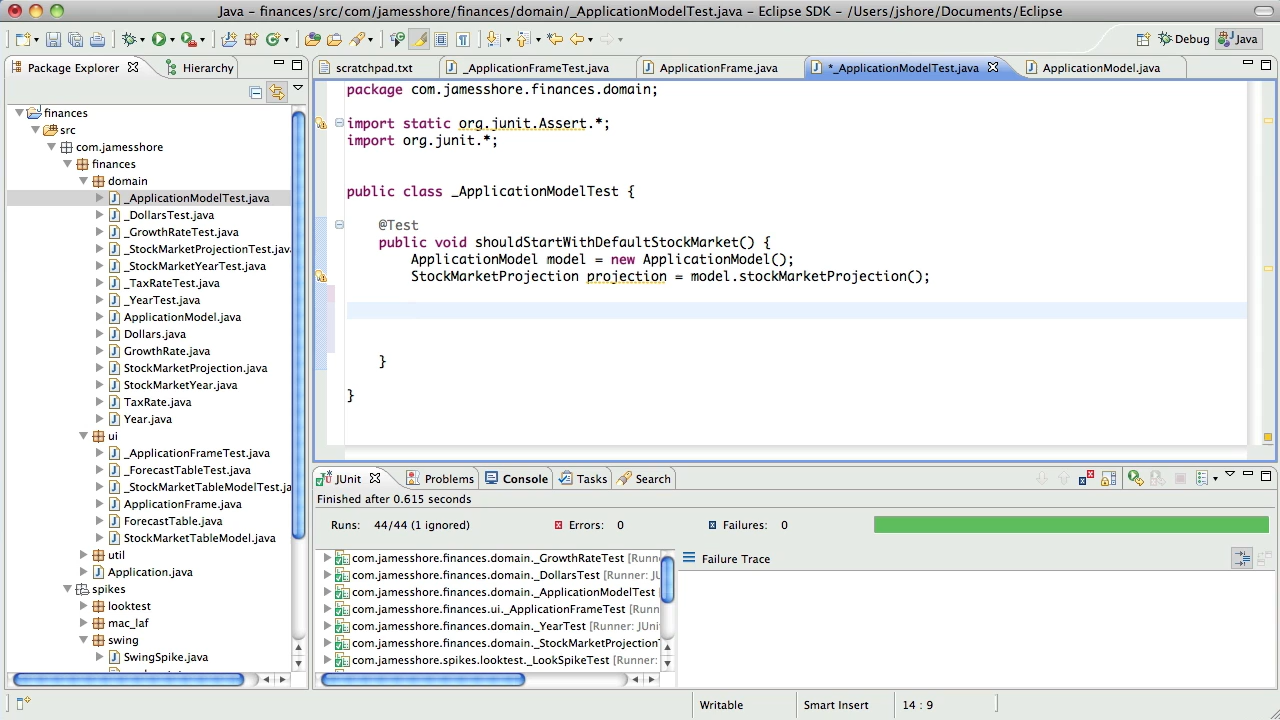 Java – finances/src/com/jamesshore/finances/domain/_ApplicationModelTest.java – Eclipse SDK – /Users/jshore/Documents/Eclipse
Debug
Java
Package Explorer
Hierarchy
finances
src
com.jamesshore
finances
domain
_ApplicationModelTest.java
_DollarsTest.java
_GrowthRateTest.java
_StockMarketProjectionTest.java
_StockMarketYearTest.java
_TaxRateTest.java
_YearTest.java
ApplicationModel.java
Dollars.java
GrowthRate.java
StockMarketProjection.java
StockMarketYear.java
TaxRate.java
Year.java
ui
_ApplicationFrameTest.java
_ForecastTableTest.java
_StockMarketTableModelTest.ja
ApplicationFrame.java
ForecastTable.java
StockMarketTableModel.java
util
Application.java
spikes
looktest
mac_laf
swing
SwingSpike.java
scratchpad.txt
_ApplicationFrameTest.java
ApplicationFrame.java
*_ApplicationModelTest.java
ApplicationModel.java
package com.jamesshore.finances.domain;
import static org.junit.Assert.*;
import org.junit.*;
public class _ApplicationModelTest {
@Test
public void shouldStartWithDefaultStockMarket() {
ApplicationModel model = new ApplicationModel();
StockMarketProjection projection = model.stockMarketProjection();
}
}
JUnit
Problems
Console
Tasks
Search
Finished after 0.615 seconds
Runs: 44/44 (1 ignored)
Errors: 0
Failures: 0
com.jamesshore.finances.domain._GrowthRateTest [Runn
com.jamesshore.finances.domain._DollarsTest [Runner: JU
com.jamesshore.finances.domain._ApplicationModelTest
com.jamesshore.finances.ui._ApplicationFrameTest [Runn
com.jamesshore.finances.domain._YearTest [Runner: JUni
com.jamesshore.finances.domain._StockMarketProjection
com.jamesshore.spikes.looktest._LookSpikeTest [Runner:
Failure Trace
Writable
Smart Insert
14 : 9